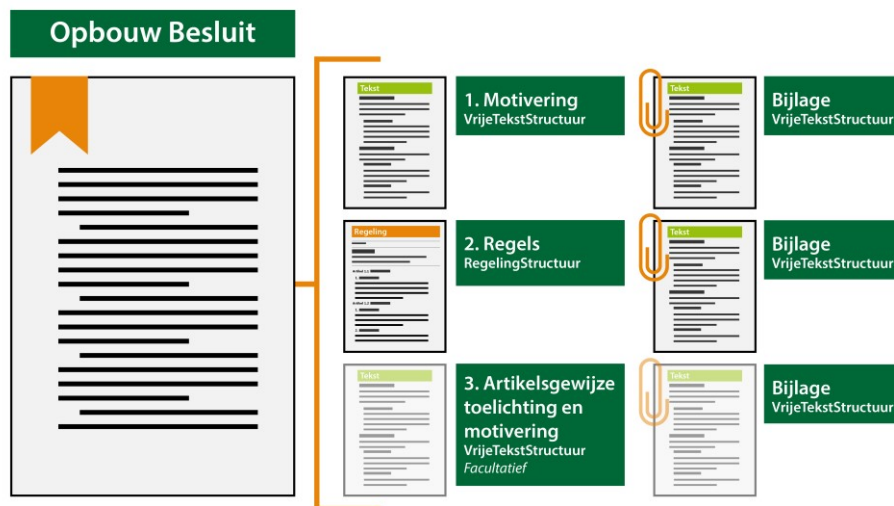 Opbouw Besluit
Tekst
1. Motivering
VrijeTekstStructuur
Tekst
Bijlage
VrijeTekstStructuur
Regeling
2. Regels
RegelingStructuur
Tekst
Bijlage
VrijeTekstStructuur
Tekst
3. Artikelsgewijze
toelichting en
motivering
VrijeTekstStructuur
Facultatief
Tekst
Bijlage
VrijeTekstStructuur